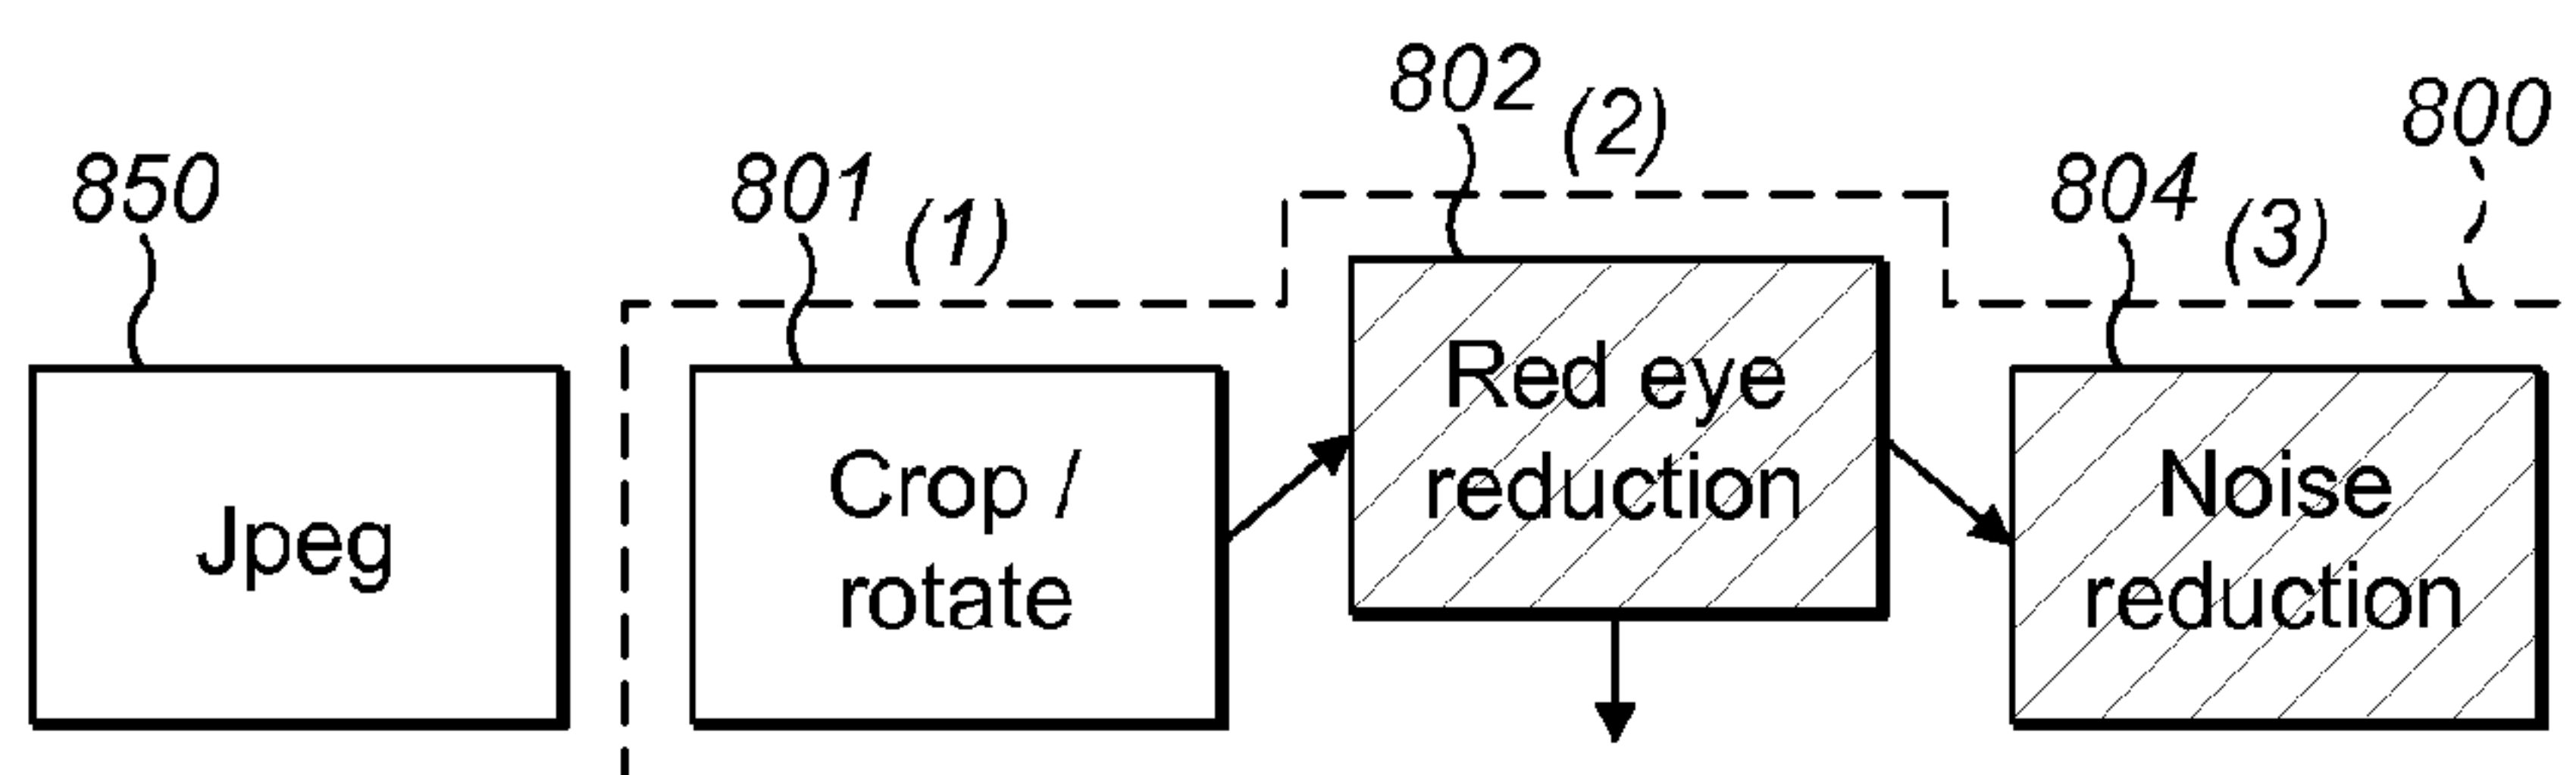 802 (2)
800
850
801 (1)
804 (3)
Jpeg
Crop /
rotate
Red eye
reduction
Noise
reduction